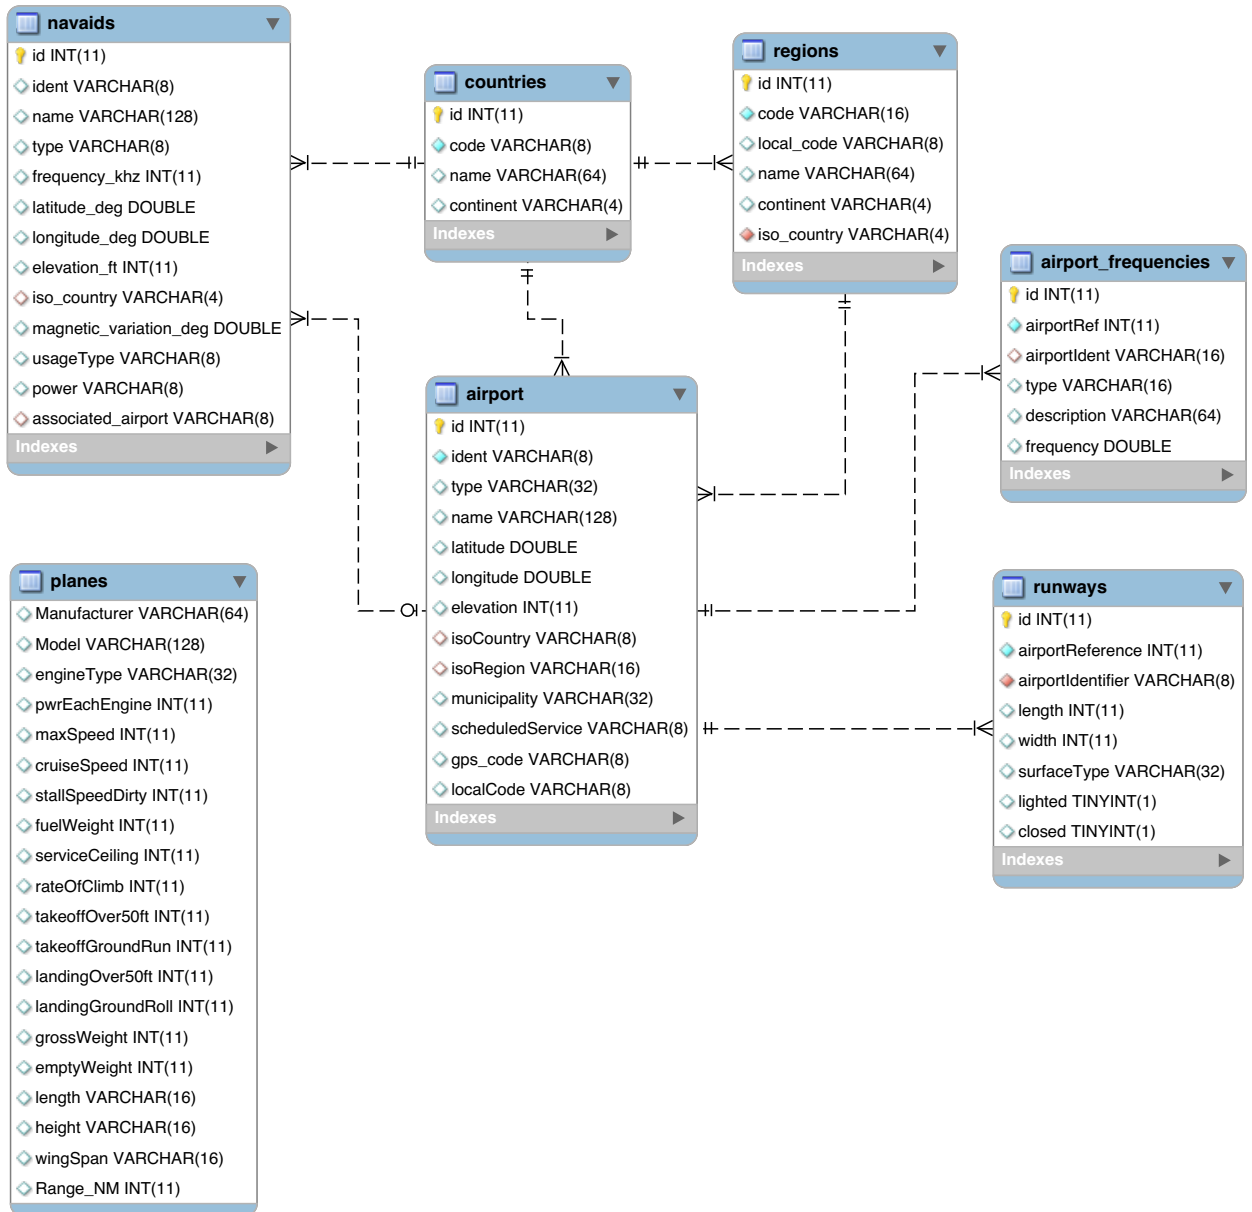 navaids
id INT(11)
ident VARCHAR(8)
name VARCHAR(128)
type VARCHAR(8)
frequency_khz INT(11)
latitude_deg DOUBLE
longitude_deg DOUBLE
elevation_ft INT(11)
iso_country VARCHAR(4)
magnetic_variation_deg DOUBLE
usageType VARCHAR(8)
power VARCHAR(8)
associated_airport VARCHAR(8)
Indexes
countries
id INT(11)
code VARCHAR(8)
name VARCHAR(64)
continent VARCHAR(4)
Indexes
regions
id INT(11)
code VARCHAR(16)
local_code VARCHAR(8)
name VARCHAR(64)
continent VARCHAR(4)
iso_country VARCHAR(4)
Indexes
airport_frequencies
id INT(11)
airportRef INT(11)
airportIdent VARCHAR(16)
type VARCHAR(16)
description VARCHAR(64)
frequency DOUBLE
Indexes
airport
id INT(11)
ident VARCHAR(8)
type VARCHAR(32)
name VARCHAR(128)
latitude DOUBLE
longitude DOUBLE
elevation INT(11)
isoCountry VARCHAR(8)
isoRegion VARCHAR(16)
municipality VARCHAR(32)
scheduledService VARCHAR(8)
gps_code VARCHAR(8)
localCode VARCHAR(8)
Indexes
planes
Manufacturer VARCHAR(64)
Model VARCHAR(128)
engineType VARCHAR(32)
pwrEachEngine INT(11)
maxSpeed INT(11)
cruiseSpeed INT(11)
stallSpeedDirty INT(11)
fuelWeight INT(11)
serviceCeiling INT(11)
rateOfClimb INT(11)
takeoffOver50ft INT(11)
takeoffGroundRun INT(11)
landingOver50ft INT(11)
landingGroundRoll INT(11)
grossWeight INT(11)
emptyWeight INT(11)
length VARCHAR(16)
height VARCHAR(16)
wingSpan VARCHAR(16)
Range_NM INT(11)
runways
id INT(11)
airportReference INT(11)
airportIdentifier VARCHAR(8)
length INT(11)
width INT(11)
surfaceType VARCHAR(32)
lighted TINYINT(1)
closed TINYINT(1)
Indexes